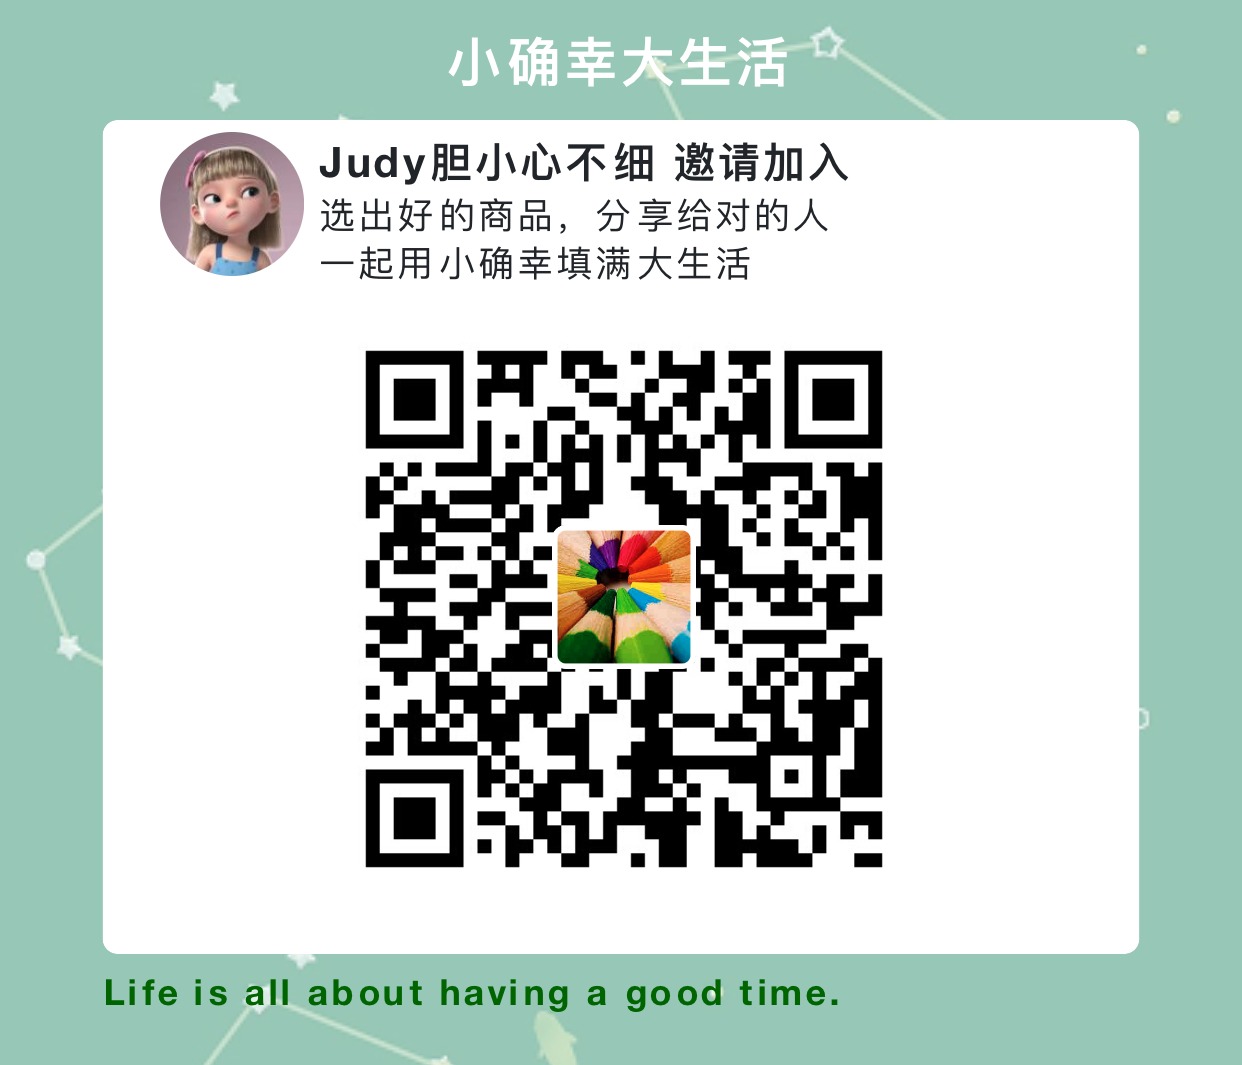 小确幸大生活
Judy胆小心不细 邀请加入
选出好的商品，分享给对的人
一起用小确幸填满大生活
Life is all about having a good time.